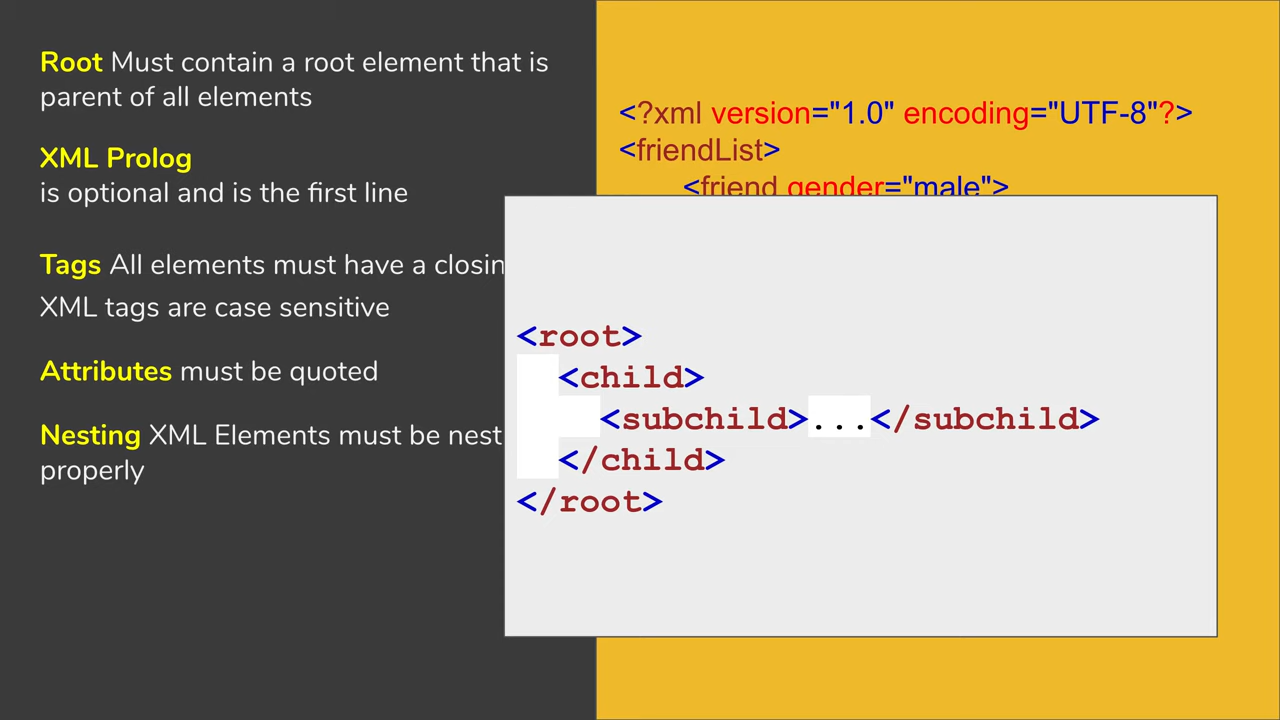 Root Must contain a root element that is
parent of all elements
XML Prolog
is optional and is the first line
Tags All elements must have a closin
XML tags are case sensitive
Attributes must be quoted
Nesting XML Elements must be nest
properly
<?xml version="1.0" encoding="UTF-8"?>
<friendList>
<friend gender="male">
<root>
<child>
<subchild>...</subchild>
</child>
</root>